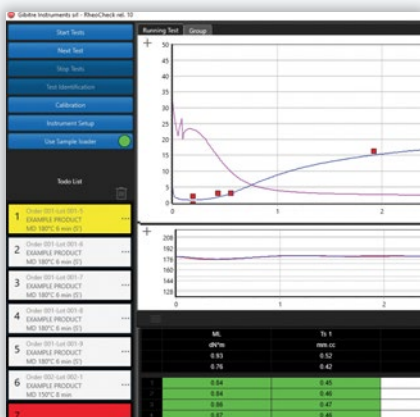 Gibitre Instruments srl - RheoCheck rel. 10
Start Tests
Next Test
Stop Tests
Test Identification
Calibration
Instrument Setup
Use Sample loader
Todo List
1 Order 001-Lot 001-5
EXAMPLE PRODUCT
MD 180°C 6 min (S')
2 Order 001-Lot 001-6
EXAMPLE PRODUCT
MD 180°C 6 min (S')
3 Order 001-Lot 001-7
EXAMPLE PRODUCT
MD 180°C 6 min (S')
4 Order 001-Lot 001-8
EXAMPLE PRODUCT
MD 180°C 6 min (S')
5 Order 001-Lot 001-9
EXAMPLE PRODUCT
MD 180°C 6 min (S')
6 Order 002-Lot 002-1
EXAMPLE PRODUCT
MD 150°C 8 min
7
Running Test Group
50
45
40
35
30
25
20
15
10
5
0
0 1 2
208
192
176
160
144
128
0 1 2
ML Ts 1
dN*m mm.cc
0.93 0.52
0.76 0.42
1 0.84 0.45
2 0.84 0.46
3 0.86 0.47
4 0.87 0.46